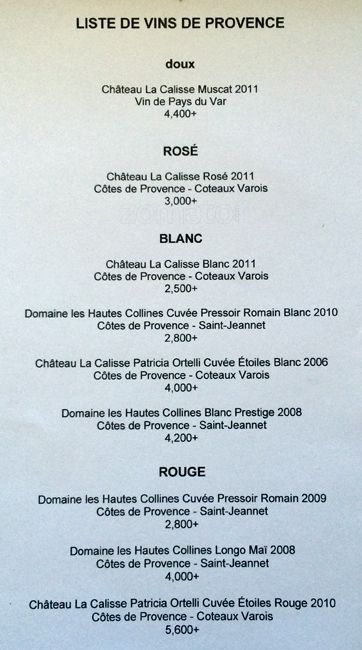 LISTE DE VINS DE PROVENCE
doux
Château La Calisse Muscat 2011
Vin de Pays du Var
4,400+
ROSÉ
Château La Calisse Rosé 2011
Côtes de Provence - Coteaux Varois
3,000+
BLANC
Château La Calisse Blanc 2011
Côtes de Provence - Coteaux Varois
2,500+
Domaine les Hautes Collines Cuvée Pressoir Romain Blanc 2010
Côtes de Provence - Saint-Jeannet
2,800+
Château La Calisse Patricia Ortelli Cuvée Étoiles Blanc 2006
Côtes de Provence - Coteaux Varois
4,000+
Domaine les Hautes Collines Blanc Prestige 2008
Côtes de Provence - Saint-Jeannet
4,200+
ROUGE
Domaine les Hautes Collines Cuvée Pressoir Romain 2009
Côtes de Provence - Saint-Jeannet
2,800+
Domaine les Hautes Collines Longo Maï 2008
Côtes de Provence - Saint-Jeannet
4,000+
Château La Calisse Patricia Ortelli Cuvée Étoiles Rouge 2010
Côtes de Provence - Coteaux Varois
5,600+